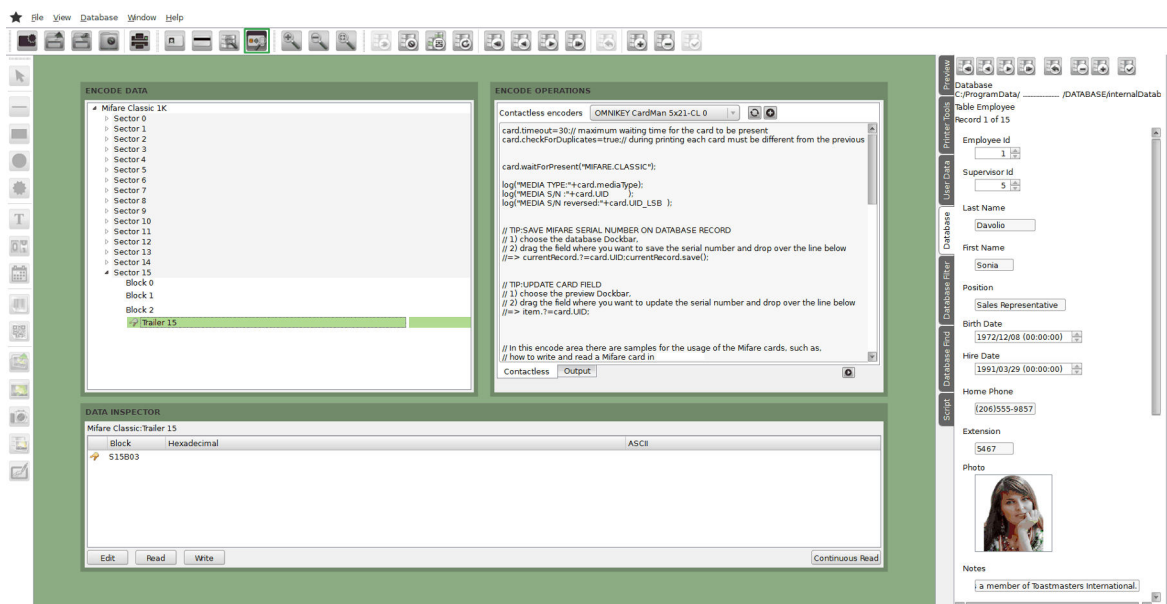 File View Database Window Help
ENCODE DATA
Mifare Classic 1K
Sector 0
Sector 1
Sector 2
Sector 3
Sector 4
Sector 5
Sector 6
Sector 7
Sector 8
Sector 9
Sector 10
Sector 11
Sector 12
Sector 13
Sector 14
Sector 15
Block 0
Block 1
Block 2
Trailer 15
ENCODE OPERATIONS
Contactless encoders OMNIKEY CardMan 5x21-CL 0
card.timeout=30;// maximum waiting time for the card to be present
card.checkForDuplicates=true;// during printing each card must be different from the previous
card.waitForPresent("MIFARE.CLASSIC");
log("MEDIA TYPE:"+card.mediaType);
log("MEDIA S/N :"+card.UID );
log("MEDIA S/N reversed:"+card.UID_LSB );
// TIP:SAVE MIFARE SERIAL NUMBER ON DATABASE RECORD
// 1) choose the database Dockbar.
// 2) drag the field where you want to save the serial number and drop over the line below
//=> currentRecord.?=card.UID;currentRecord.save();
// TIP:UPDATE CARD FIELD
// 1) choose the preview Dockbar.
// 2) drag the field where you want to update the serial number and drop over the line below
//=> item.?=card.UID;
// In this encode area there are samples for the usage of the Mifare cards, such as,
// how to write and read a Mifare card in
Contactless Output
DATA INSPECTOR
Mifare Classic:Trailer 15
Block Hexadecimal ASCII
S15B03
Edit Read Write Continuous Read
Preview
Printer Tools
User Data
Database
Database Filter
Database Find
Script
Database
C:/ProgramData/ /DATABASE/internalDatab
Table Employee
Record 1 of 15
Employee Id
1
Supervisor Id
5
Last Name
Davolio
First Name
Sonia
Position
Sales Representative
Birth Date
1972/12/08 (00:00:00)
Hire Date
1991/03/29 (00:00:00)
Home Phone
(206)555-9857
Extension
5467
Photo
Notes
a member of Toastmasters International.